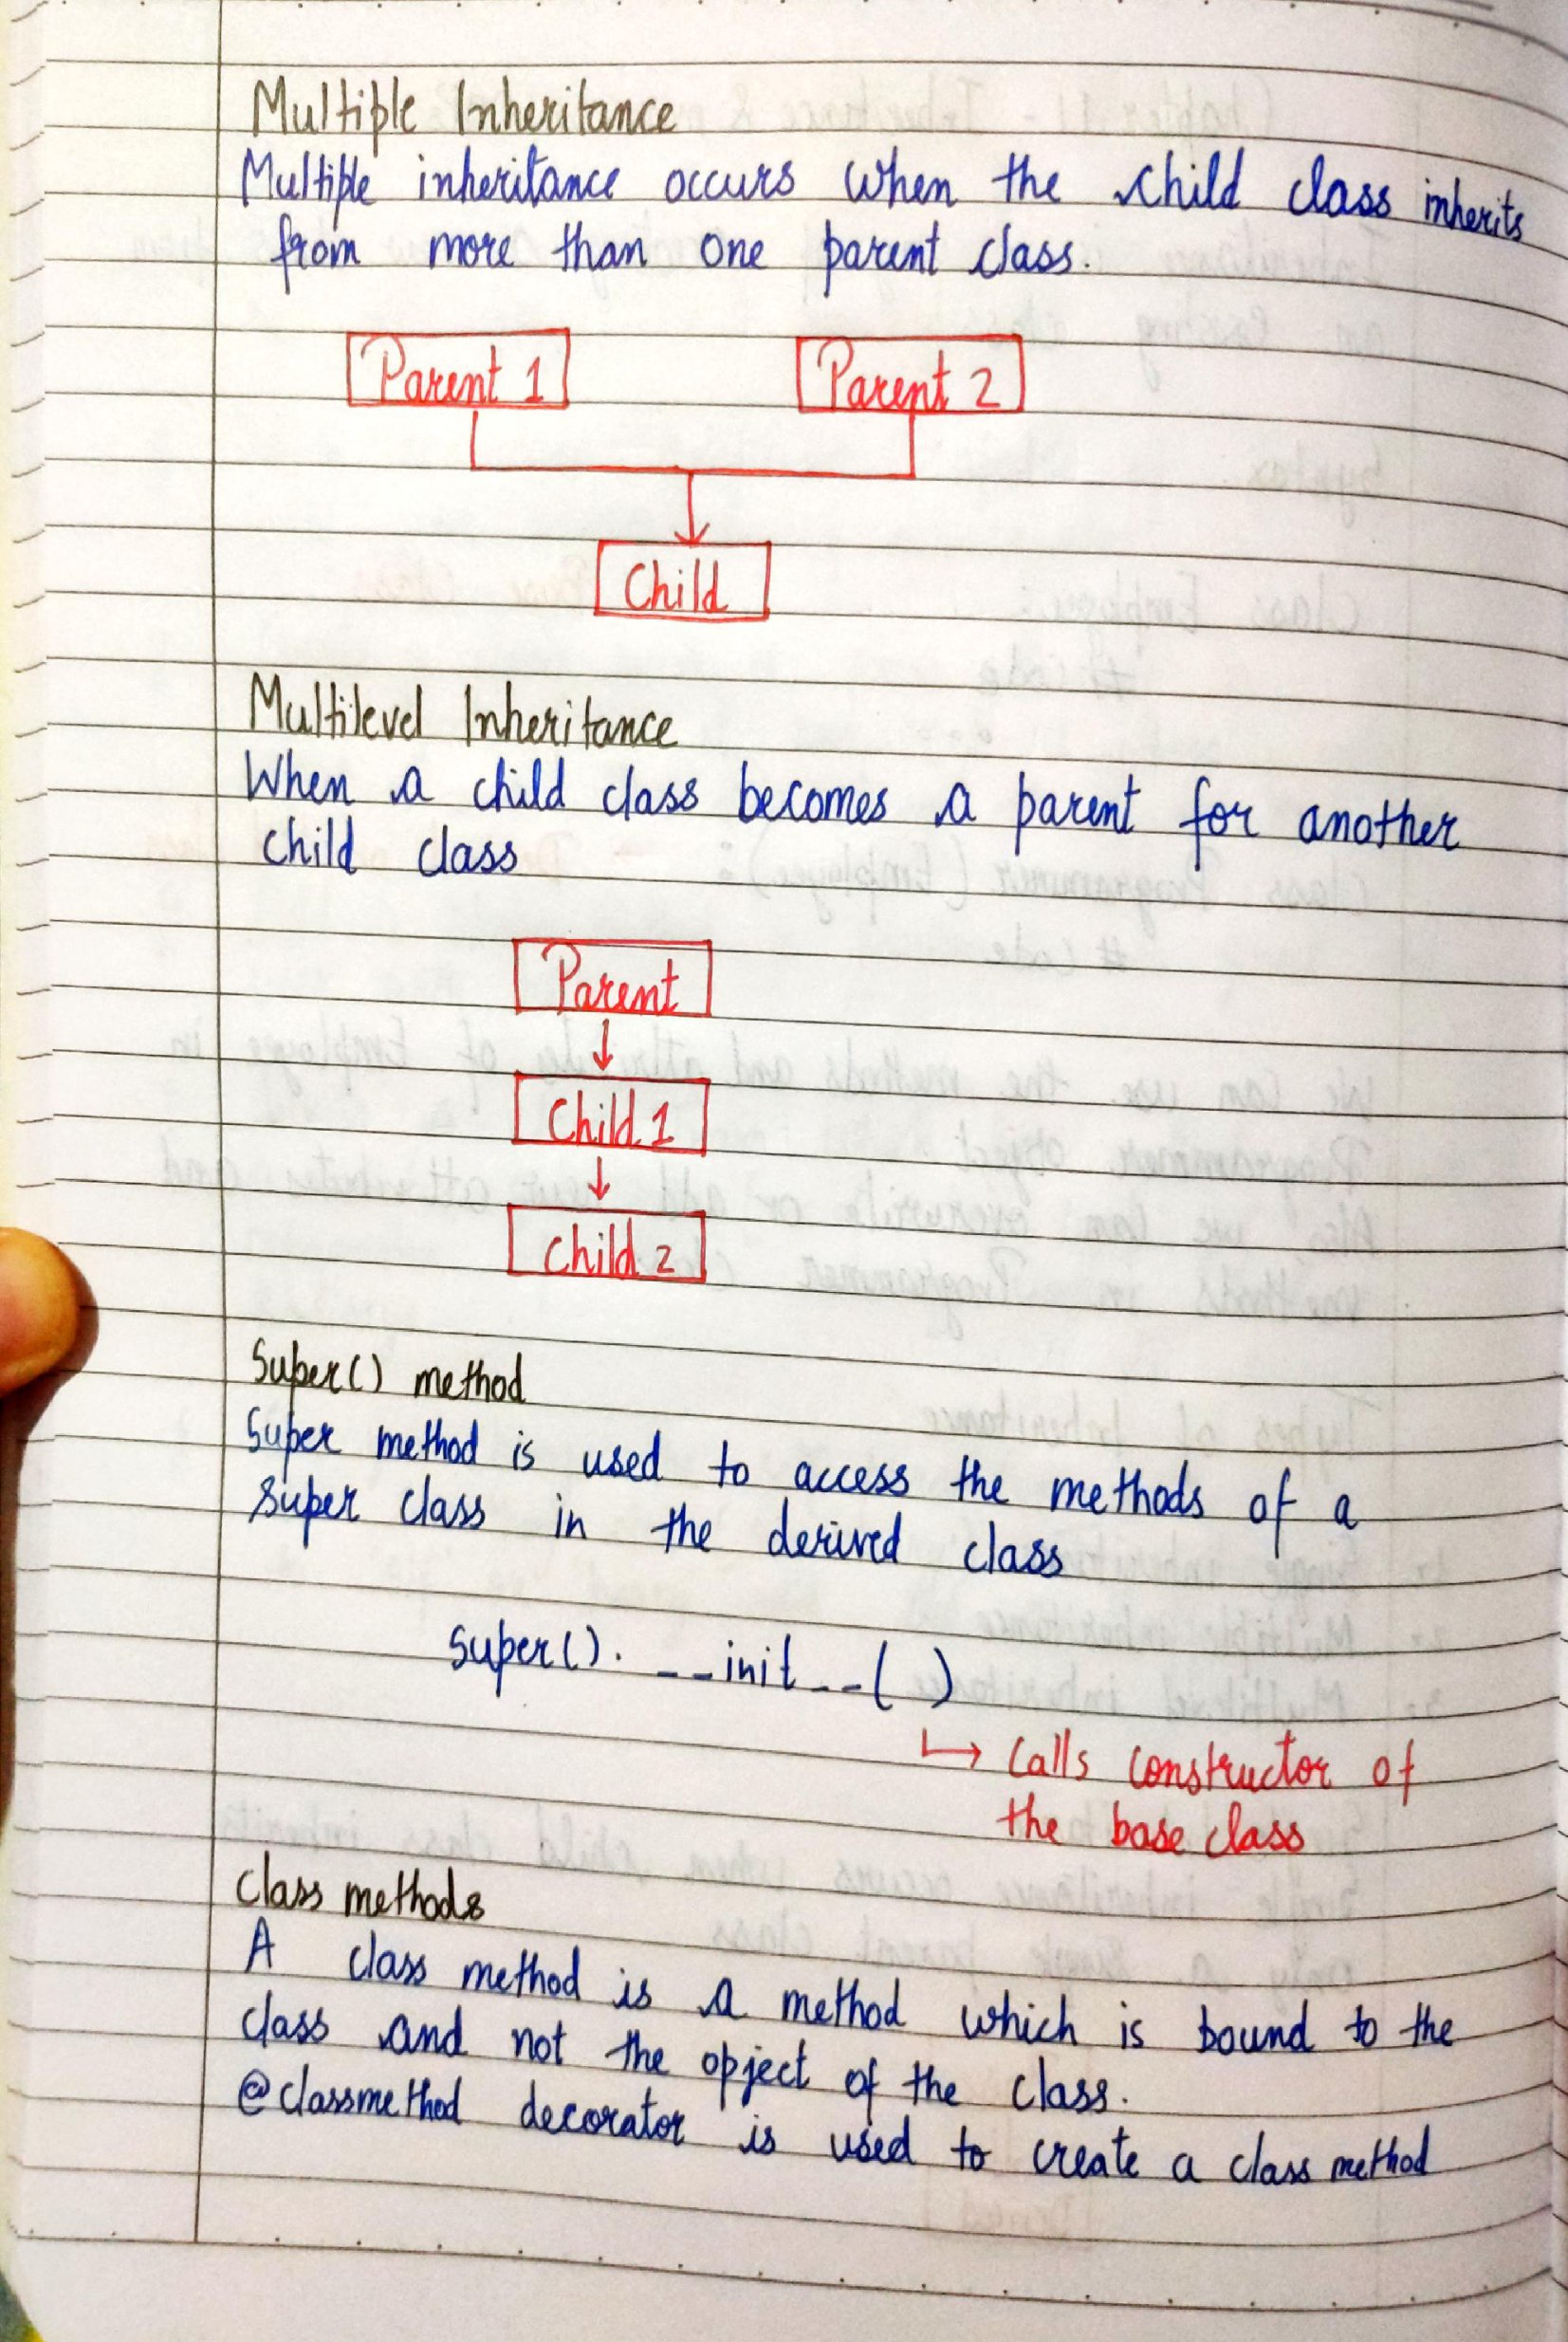 Multiple Inheritance
Multiple inheritance occurs when the child class inherits
from more than one parent class.
Parent 1 Parent 2
Child
Multilevel Inheritance
When a child class becomes a parent for another
child class
Parent
Child 1
Child 2
Super() method
Super method is used to access the methods of a
super class in the derived class
super(). __init__( )
↳ Calls constructor of
the base class
Class methods
A class method is a method which is bound to the
class and not the opject of the class.
@classmethod decorator is used to create a class method